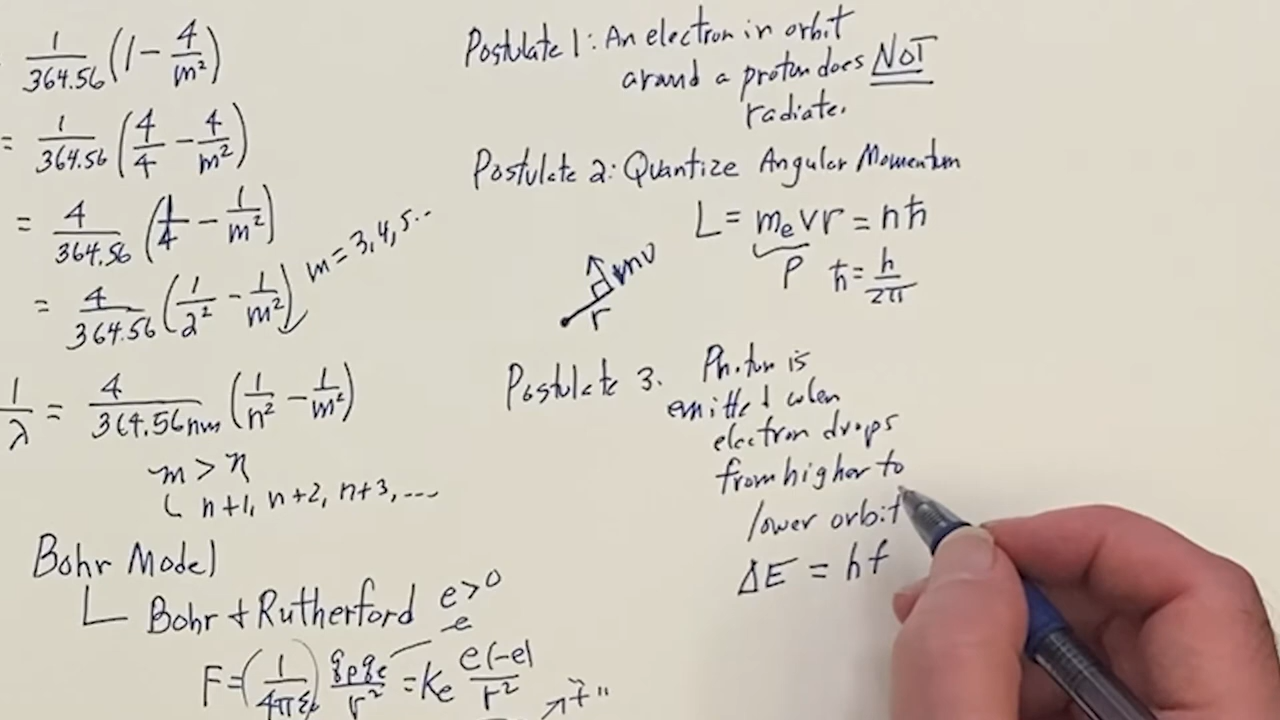 1/364.56 (1 - 4/m²)
= 1/364.56 (4/4 - 4/m²)
= 4/364.56 (1/4 - 1/m²)
= 4/364.56 (1/2² - 1/m²) m = 3, 4, 5..
1/λ = 4/364.56nm (1/n² - 1/m²)
m > n
n+1, n+2, n+3, ...
Bohr Model
Bohr + Rutherford e>0
-e
F = (1/4πε₀) qpqe/r² = Ke e(-e)/r²
"+"
Postulate 1: An electron in orbit
around a proton does NOT
radiate.
Postulate 2: Quantize Angular Momentum
L = mevr = nħ
P ħ = h/2π
mv
r
Postulate 3. Photon is
emitted when
electron drops
from higher to
lower orbit
ΔE = hf